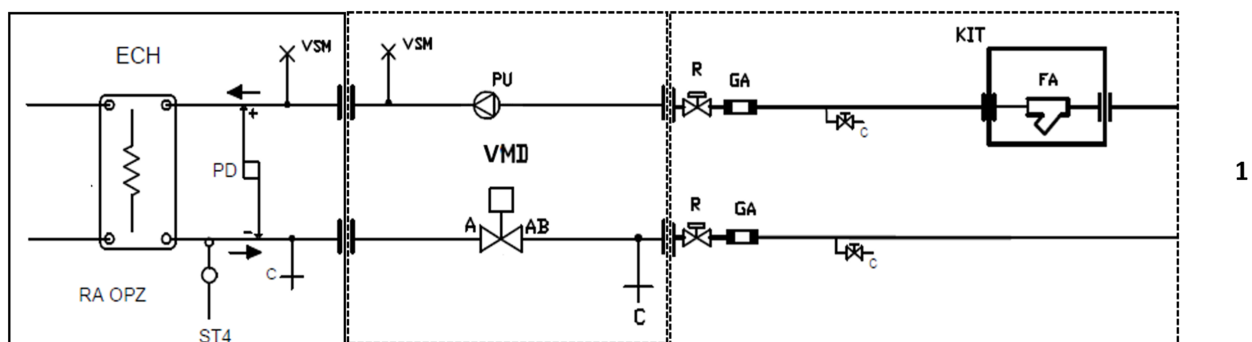 ECH
VSM
VSM
PU
R
GA
KIT
FA
+
C
PD
VMD
1
-
A
AB
R
GA
C
C
C
RA OPZ
ST4